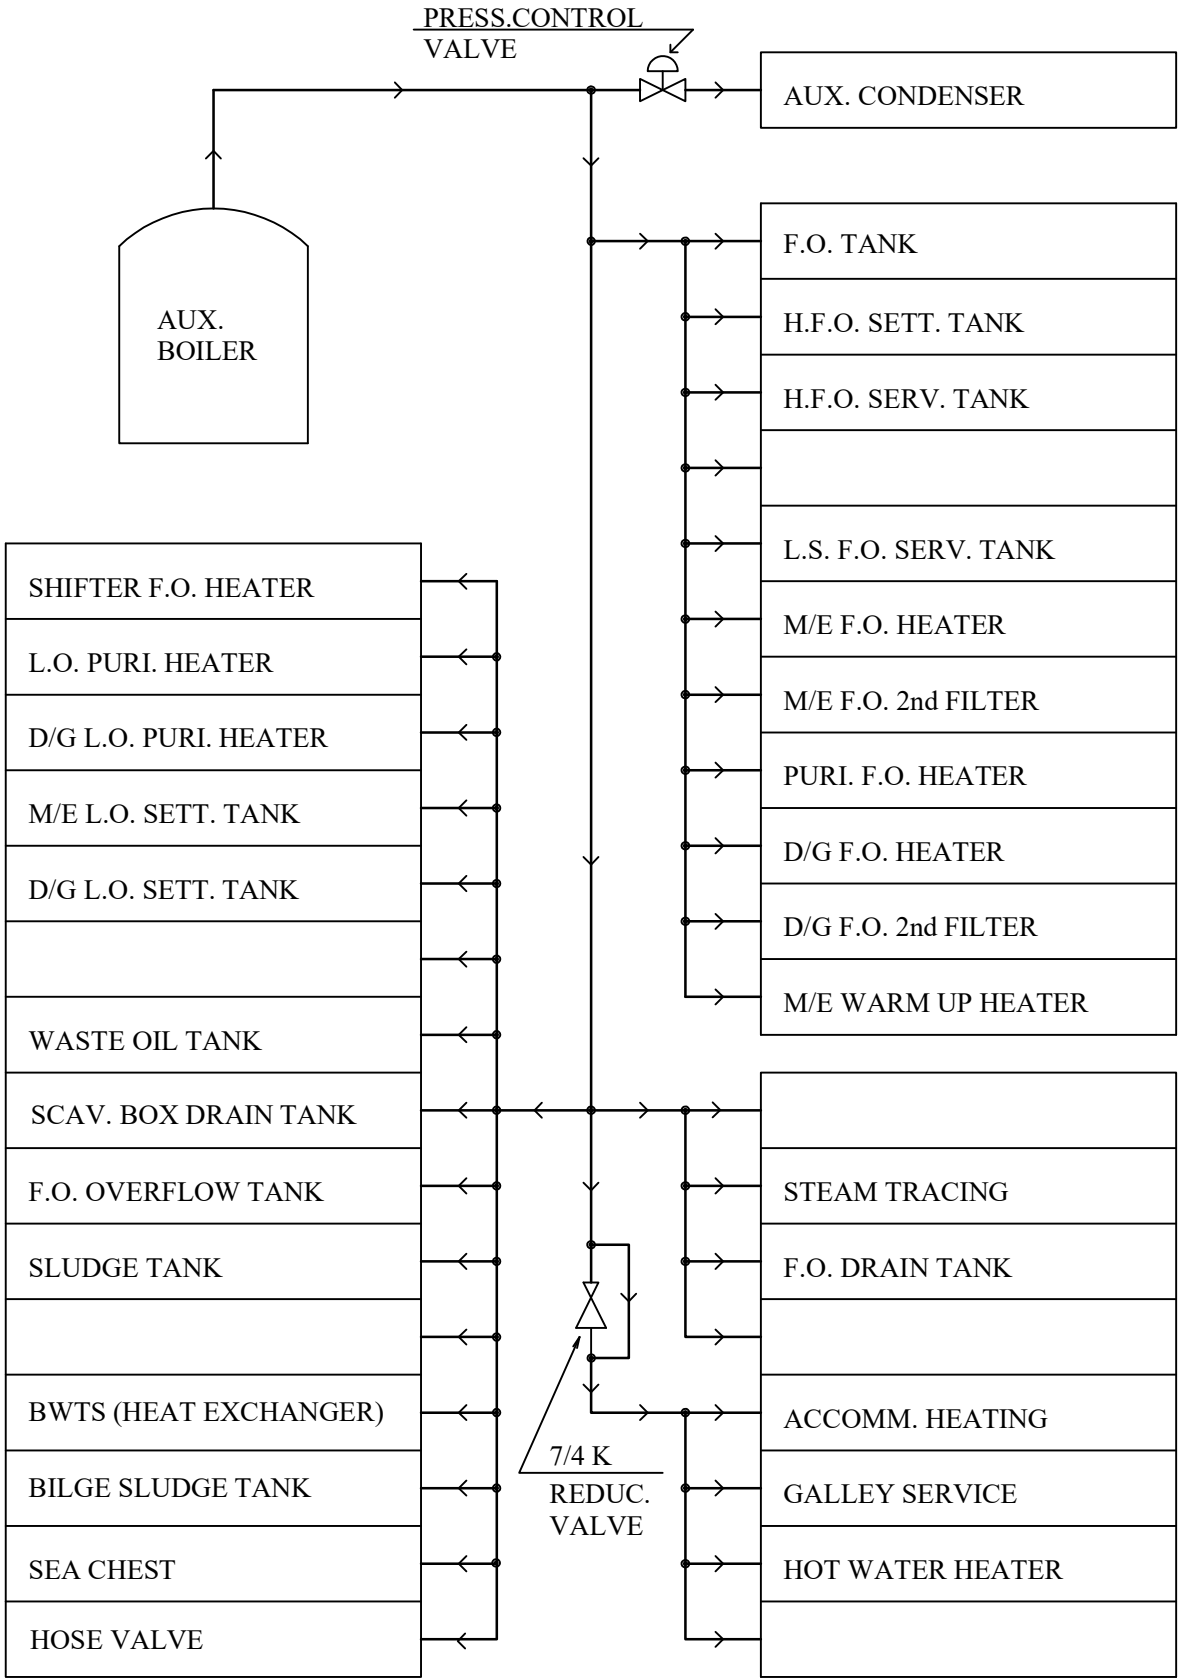 PRESS.CONTROL
VALVE
AUX. CONDENSER
AUX.
BOILER
F.O. TANK
H.F.O. SETT. TANK
H.F.O. SERV. TANK
L.S. F.O. SERV. TANK
M/E F.O. HEATER
M/E F.O. 2nd FILTER
PURI. F.O. HEATER
D/G F.O. HEATER
D/G F.O. 2nd FILTER
M/E WARM UP HEATER
SHIFTER F.O. HEATER
L.O. PURI. HEATER
D/G L.O. PURI. HEATER
M/E L.O. SETT. TANK
D/G L.O. SETT. TANK
WASTE OIL TANK
SCAV. BOX DRAIN TANK
F.O. OVERFLOW TANK
SLUDGE TANK
BWTS (HEAT EXCHANGER)
BILGE SLUDGE TANK
SEA CHEST
HOSE VALVE
7/4 K
REDUC.
VALVE
STEAM TRACING
F.O. DRAIN TANK
ACCOMM. HEATING
GALLEY SERVICE
HOT WATER HEATER